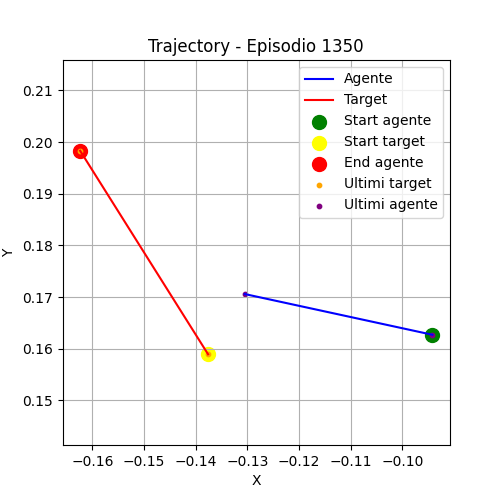 Trajectory - Episodio 1350
Agente
Target
Start agente
Start target
End agente
Ultimi target
Ultimi agente
Y
0.21
0.20
0.19
0.18
0.17
0.16
0.15
−0.16 −0.15 −0.14 −0.13 −0.12 −0.11 −0.10
X